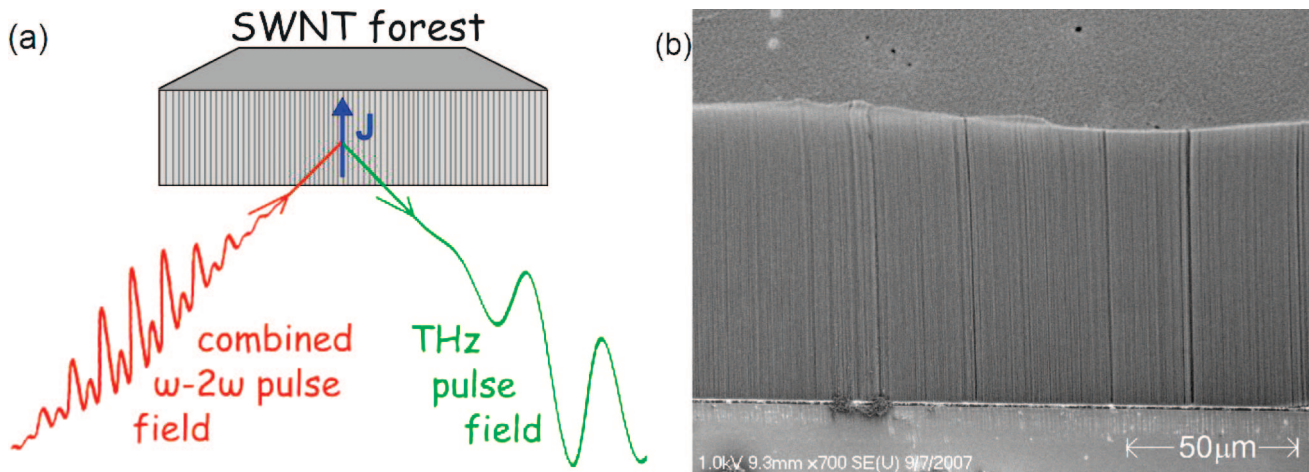 (a)
SWNT forest
J
combined
ω-2ω pulse
field
THz
pulse
field
(b)
50μm
1.0kV 9.3mm x700 SE(U) 9/7/2007